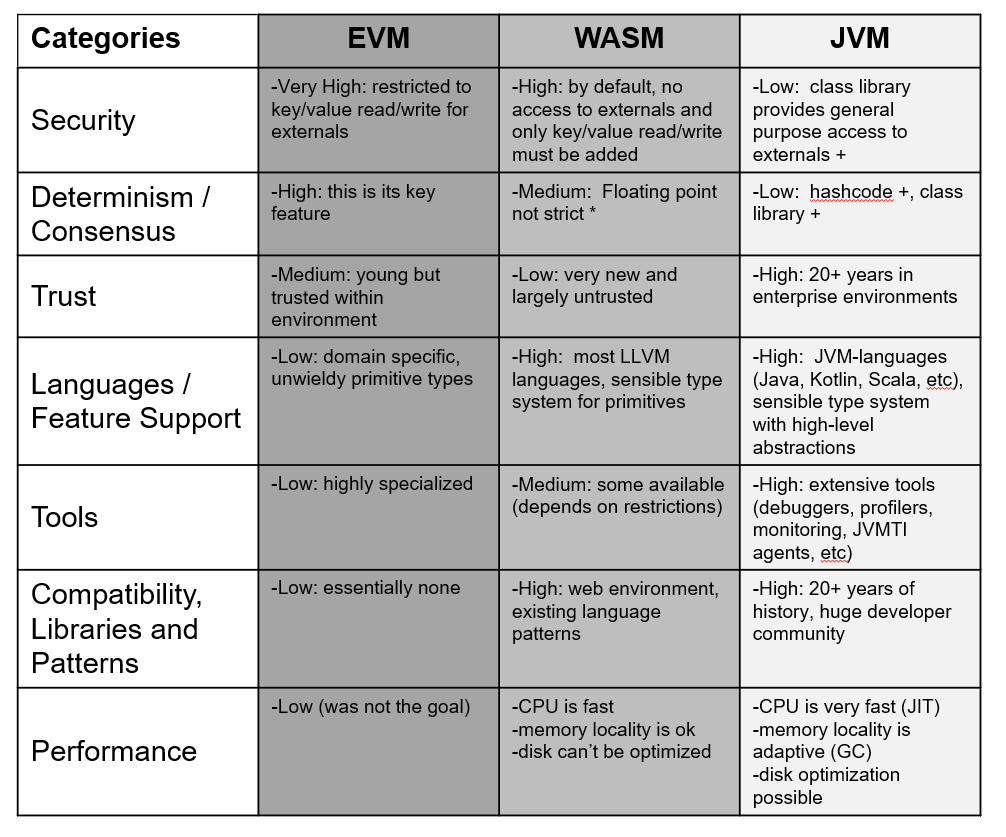 Categories
EVM
WASM
JVM
Security
-Very High: restricted to
key/value read/write for
externals
-High: by default, no
access to externals and
only key/value read/write
must be added
-Low:  class library
provides general
purpose access to
externals +
Determinism /
Consensus
-High: this is its key
feature
-Medium:  Floating point
not strict *
-Low:  hashcode +, class
library +
Trust
-Medium: young but
trusted within
environment
-Low: very new and
largely untrusted
-High: 20+ years in
enterprise environments
Languages /
Feature Support
-Low: domain specific,
unwieldy primitive types
-High:  most LLVM
languages, sensible type
system for primitives
-High:  JVM-languages
(Java, Kotlin, Scala, etc),
sensible type system
with high-level
abstractions
Tools
-Low: highly specialized
-Medium: some available
(depends on restrictions)
-High: extensive tools
(debuggers, profilers,
monitoring, JVMTI
agents, etc)
Compatibility,
Libraries and
Patterns
-Low: essentially none
-High: web environment,
existing language
patterns
-High: 20+ years of
history, huge developer
community
Performance
-Low (was not the goal)
-CPU is fast
-memory locality is ok
-disk can’t be optimized
-CPU is very fast (JIT)
-memory locality is
adaptive (GC)
-disk optimization
possible